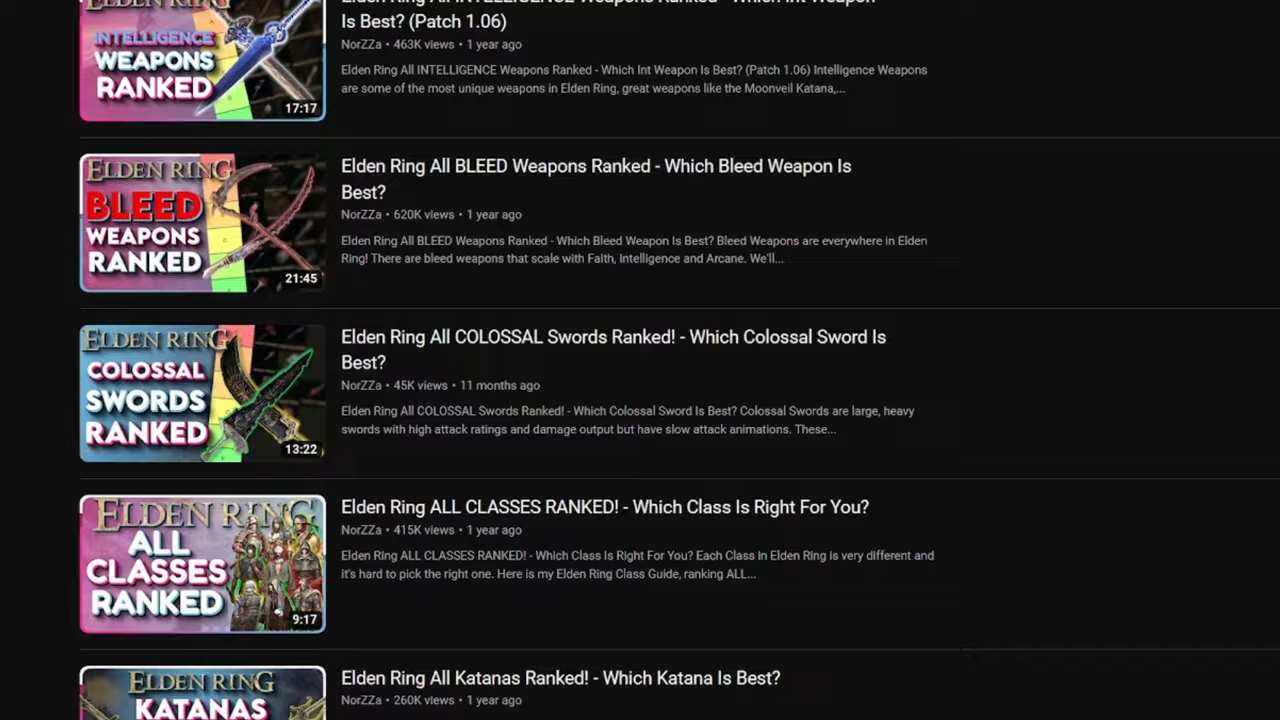 ELDEN RING
INTELLIGENCE
WEAPONS
RANKED
17:17
Elden Ring All INTELLIGENCE Weapons Ranked - Which Int Weapon
Is Best? (Patch 1.06)
NorZZa • 463K views • 1 year ago
Elden Ring All INTELLIGENCE Weapons Ranked - Which Int Weapon Is Best? (Patch 1.06) Intelligence Weapons
are some of the most unique weapons in Elden Ring, great weapons like the Moonveil Katana,...
ELDEN RING
BLEED
WEAPONS
RANKED
21:45
Elden Ring All BLEED Weapons Ranked - Which Bleed Weapon Is
Best?
NorZZa • 620K views • 1 year ago
Elden Ring All BLEED Weapons Ranked - Which Bleed Weapon Is Best? Bleed Weapons are everywhere in Elden
Ring! There are bleed weapons that scale with Faith, Intelligence and Arcane. We'll...
ELDEN RING
COLOSSAL
SWORDS
RANKED
13:22
Elden Ring All COLOSSAL Swords Ranked! - Which Colossal Sword Is
Best?
NorZZa • 45K views • 11 months ago
Elden Ring All COLOSSAL Swords Ranked! - Which Colossal Sword Is Best? Colossal Swords are large, heavy
swords with high attack ratings and damage output but have slow attack animations. These...
ELDEN RING
ALL
CLASSES
RANKED
9:17
Elden Ring ALL CLASSES RANKED! - Which Class Is Right For You?
NorZZa • 415K views • 1 year ago
Elden Ring ALL CLASSES RANKED! - Which Class Is Right For You? Each Class in Elden Ring is very different and
it's hard to pick the right one. Here is my Elden Ring Class Guide, ranking ALL...
ELDEN RING
KATANAS
Elden Ring All Katanas Ranked! - Which Katana Is Best?
NorZZa • 260K views • 1 year ago